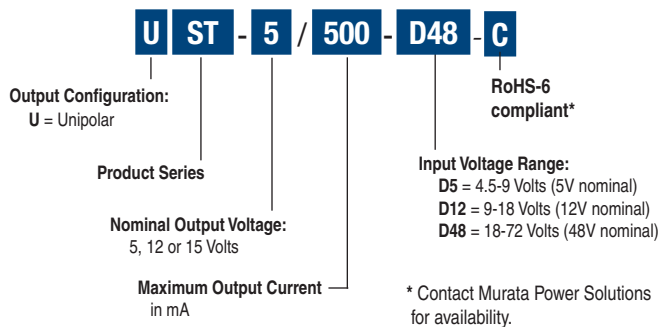 U ST - 5 / 500 - D48 - C
Output Configuration:
U = Unipolar
Product Series
Nominal Output Voltage:
5, 12 or 15 Volts
Maximum Output Current
in mA
RoHS-6
compliant*
Input Voltage Range:
D5 = 4.5-9 Volts (5V nominal)
D12 = 9-18 Volts (12V nominal)
D48 = 18-72 Volts (48V nominal)
* Contact Murata Power Solutions
for availability.